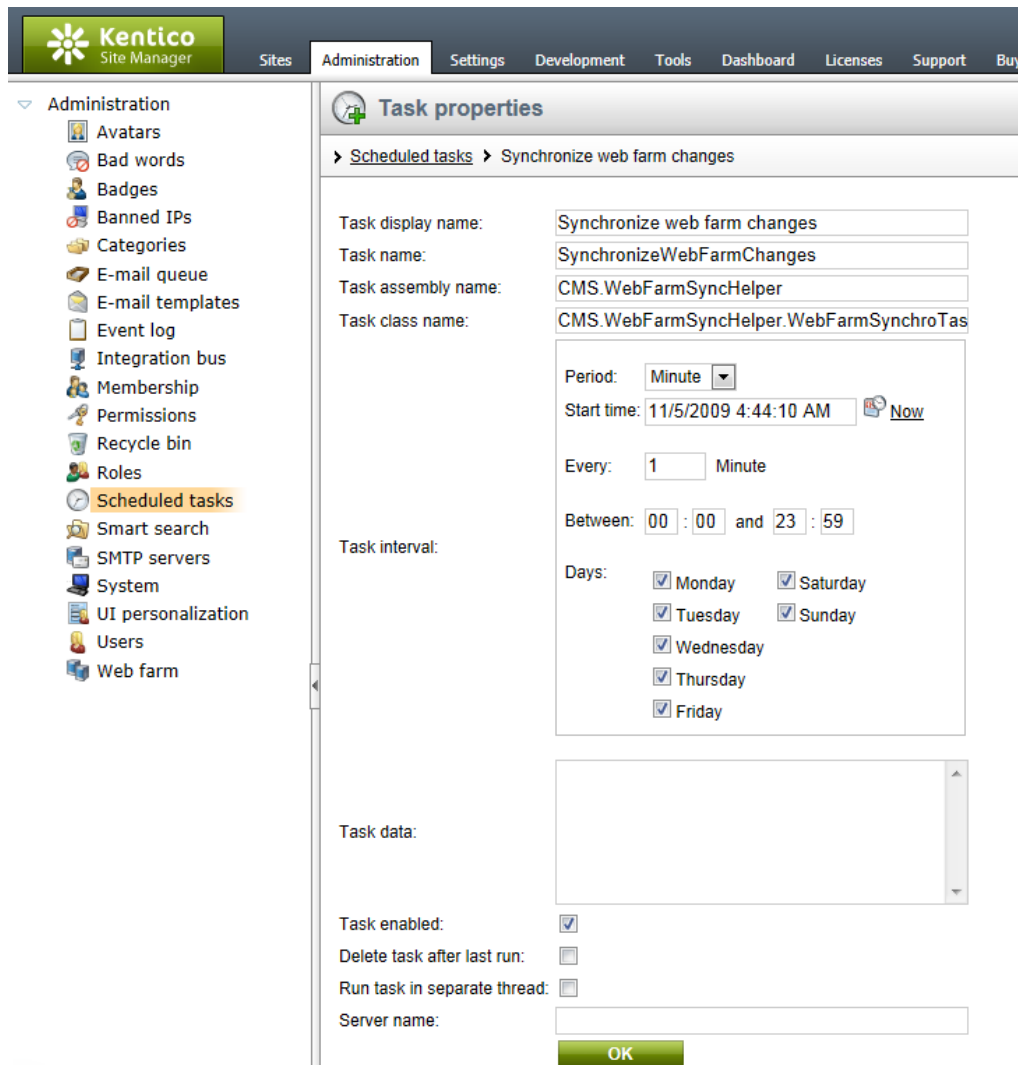 Kentico
Site Manager
Sites Administration Settings Development Tools Dashboard Licenses Support Buy
Administration
Avatars
Bad words
Badges
Banned IPs
Categories
E-mail queue
E-mail templates
Event log
Integration bus
Membership
Permissions
Recycle bin
Roles
Scheduled tasks
Smart search
SMTP servers
System
UI personalization
Users
Web farm
Task properties
Scheduled tasks Synchronize web farm changes
Task display name: Synchronize web farm changes
Task name: SynchronizeWebFarmChanges
Task assembly name: CMS.WebFarmSyncHelper
Task class name: CMS.WebFarmSyncHelper.WebFarmSynchroTas
Task interval:
Period: Minute
Start time: 11/5/2009 4:44:10 AM Now
Every: 1 Minute
Between: 00 : 00 and 23 : 59
Days:
Monday Saturday
Tuesday Sunday
Wednesday
Thursday
Friday
Task data:
Task enabled:
Delete task after last run:
Run task in separate thread:
Server name:
OK